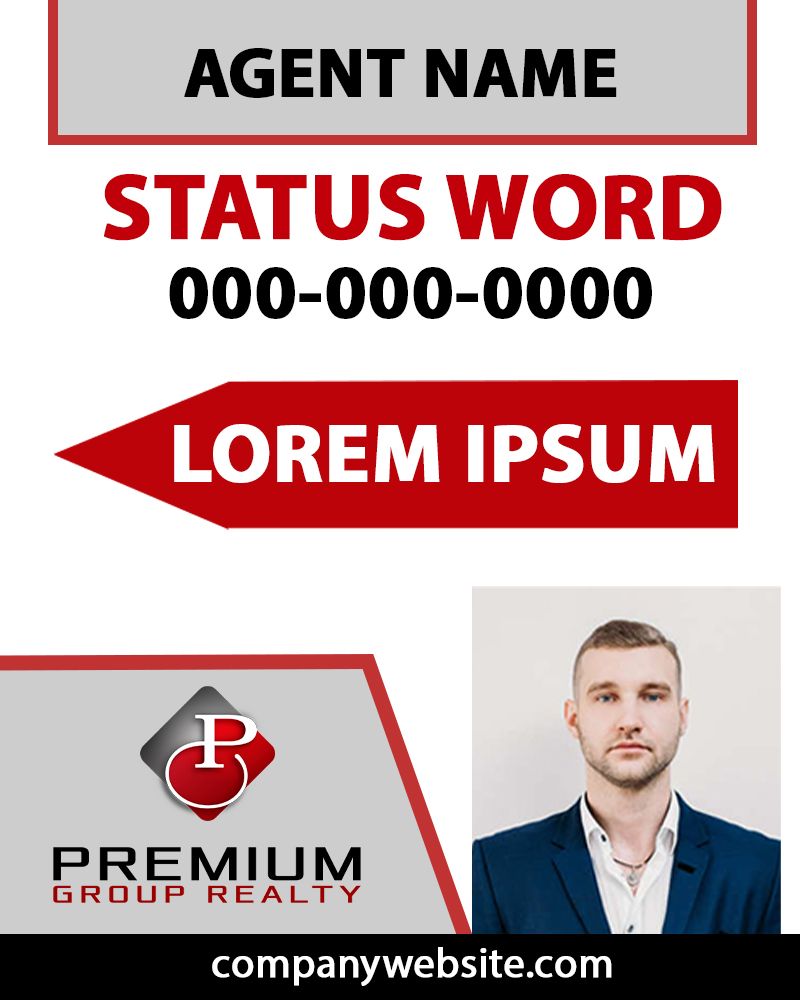 AGENT NAME
STATUS WORD
000-000-0000
LOREM IPSUM
P
PREMIUM
GROUP REALTY
companywebsite.com